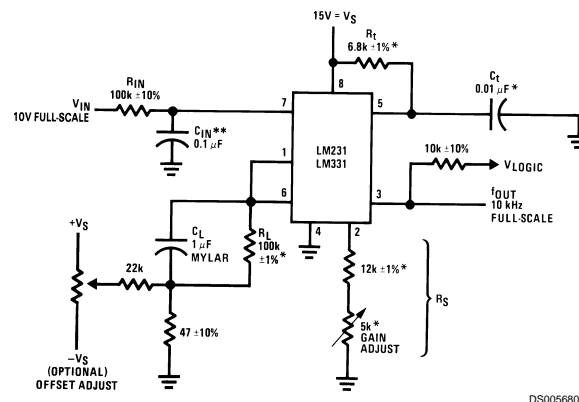 15V = VS
Rt
6.8k ±1%*
8
RIN
100k ±10%
VIN
10V FULL-SCALE
7
5
Ct
0.01 µF*
CIN**
0.1 µF
LM231
LM331
10k ±10%
VLOGIC
1
6
3
fOUT
10 kHz
FULL-SCALE
4
2
CL
1 µF
MYLAR
RL
100k
±1%*
+VS
22k
12k ±1%*
RS
5k*
GAIN
ADJUST
47 ±10%
−VS
(OPTIONAL)
OFFSET ADJUST
DS005680